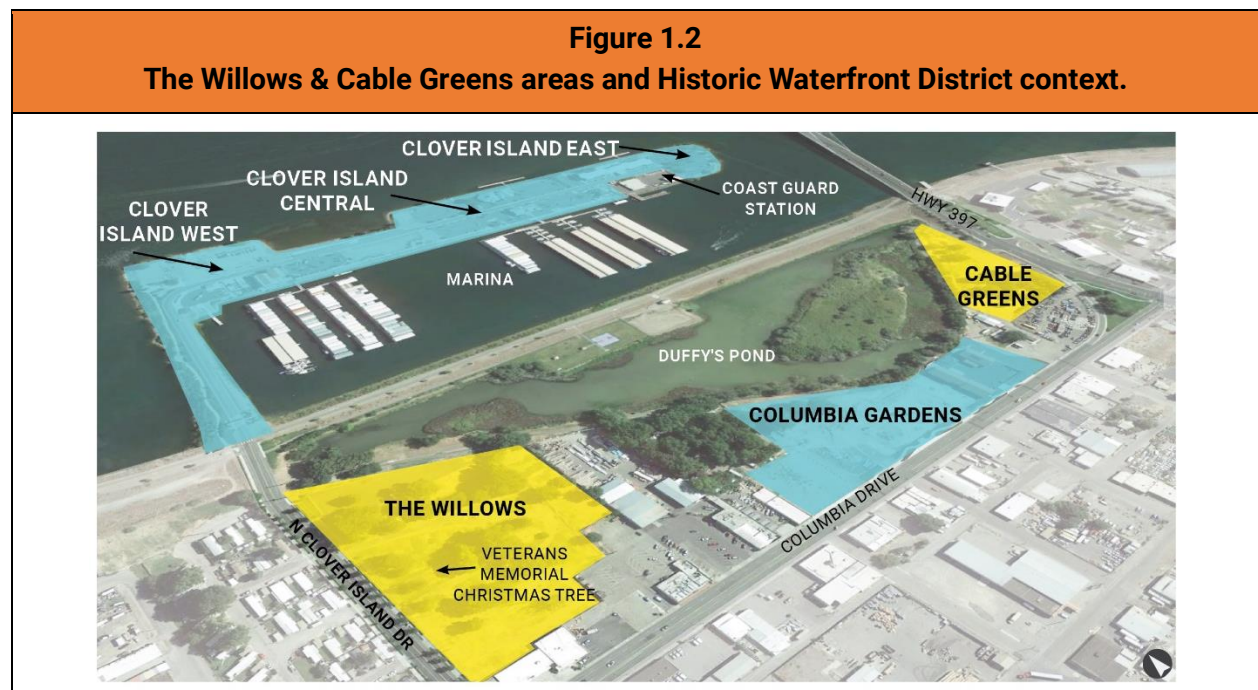 Figure 1.2
The Willows & Cable Greens areas and Historic Waterfront District context.
CLOVER ISLAND EAST
CLOVER ISLAND
CENTRAL
COAST GUARD
STATION
HWY 397
CLOVER
ISLAND WEST
MARINA
CABLE
GREENS
DUFFY'S POND
COLUMBIA GARDENS
THE WILLOWS
COLUMBIA DRIVE
N CLOVER ISLAND DR
VETERANS
MEMORIAL
CHRISTMAS TREE